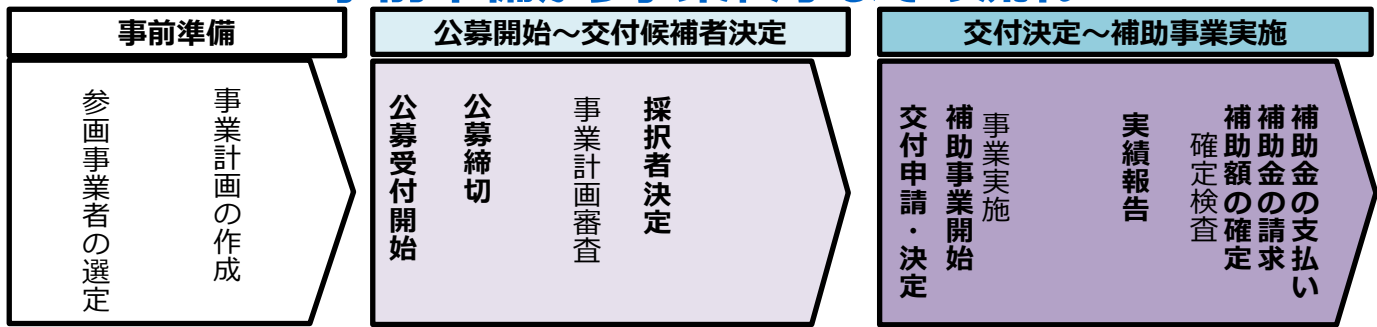 事前準備
公募開始～交付候補者決定
交付決定～補助事業実施
参画事業者の選定
事業計画の作成
公募受付開始
公募締切
事業計画審査
採択者決定
交付申請・決定
補助事業開始
事業実施
実績報告
確定検査
補助額の確定
補助金の請求
補助金の支払い